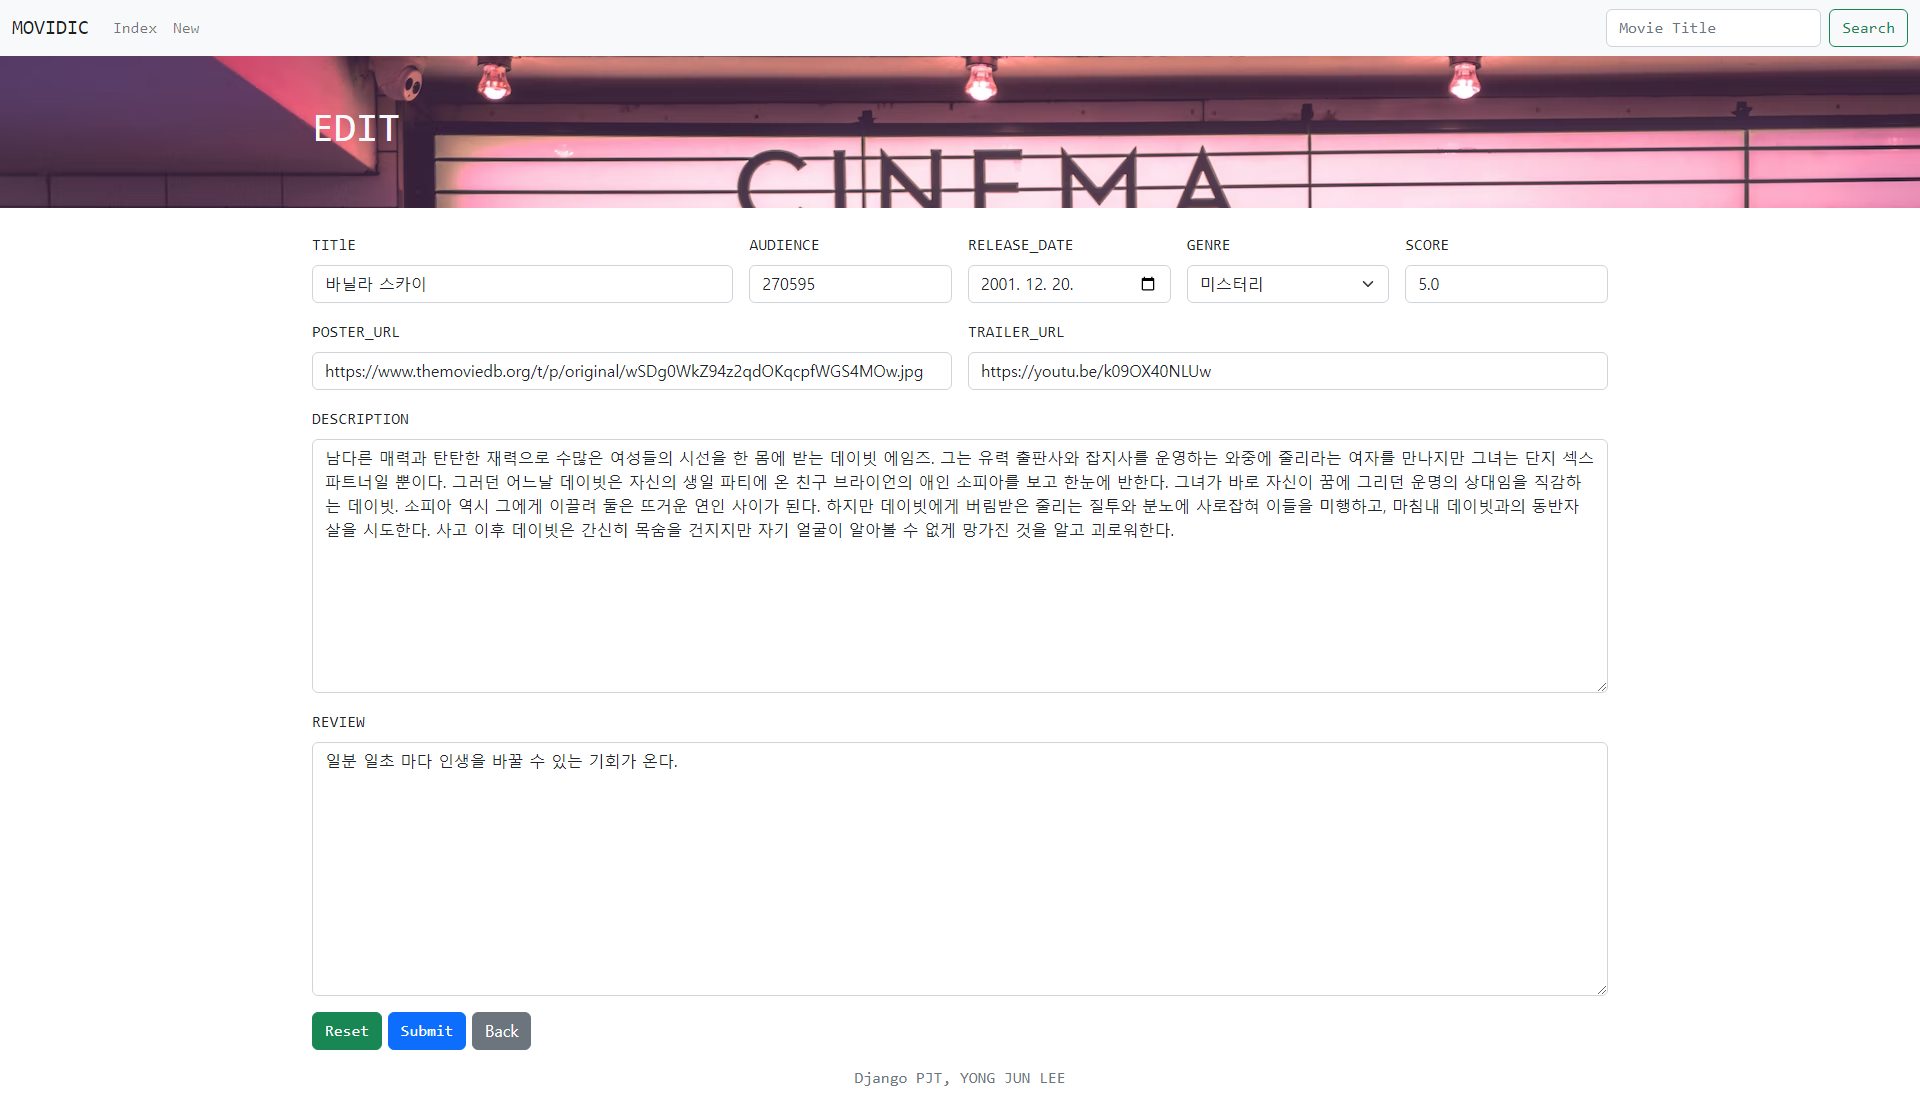 MOVIDIC Index New Movie Title Search
EDIT
CINEMA
TITlE AUDIENCE RELEASE_DATE GENRE SCORE
바닐라 스카이 270595 2001. 12. 20. 미스터리 5.0
POSTER_URL TRAILER_URL
https://www.themoviedb.org/t/p/original/wSDg0WkZ94z2qdOKqcpfWGS4MOw.jpg https://youtu.be/k09OX40NLUw
DESCRIPTION
남다른 매력과 탄탄한 재력으로 수많은 여성들의 시선을 한 몸에 받는 데이빗 에임즈. 그는 유력 출판사와 잡지사를 운영하는 와중에 줄리라는 여자를 만나지만 그녀는 단지 섹스
파트너일 뿐이다. 그러던 어느날 데이빗은 자신의 생일 파티에 온 친구 브라이언의 애인 소피아를 보고 한눈에 반한다. 그녀가 바로 자신이 꿈에 그리던 운명의 상대임을 직감하
는 데이빗. 소피아 역시 그에게 이끌려 둘은 뜨거운 연인 사이가 된다. 하지만 데이빗에게 버림받은 줄리는 질투와 분노에 사로잡혀 이들을 미행하고, 마침내 데이빗과의 동반자
살을 시도한다. 사고 이후 데이빗은 간신히 목숨을 건지지만 자기 얼굴이 알아볼 수 없게 망가진 것을 알고 괴로워한다.
REVIEW
일분 일초 마다 인생을 바꿀 수 있는 기회가 온다.
Reset Submit Back
Django PJT, YONG JUN LEE